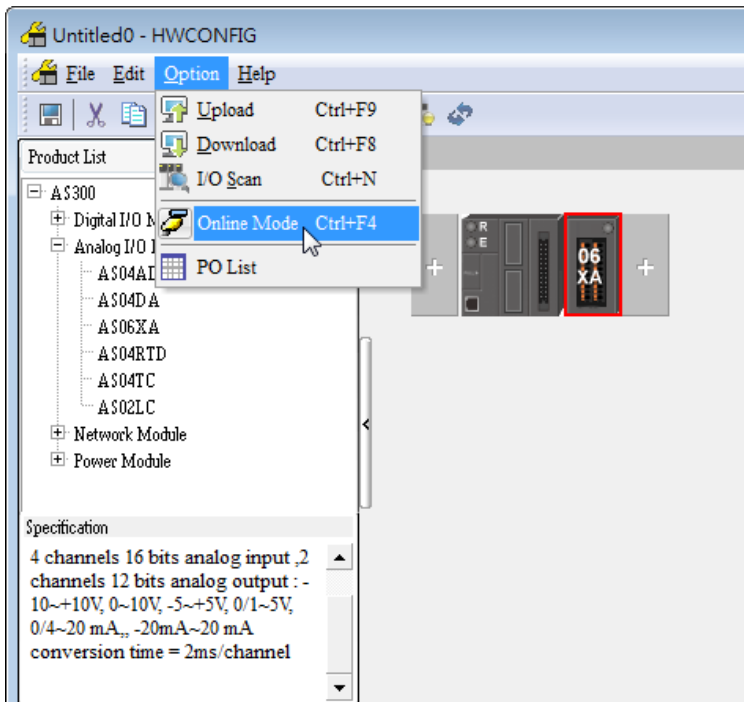 Untitled0 - HWCONFIG
File Edit Option Help
Upload Ctrl+F9
Download Ctrl+F8
I/O Scan Ctrl+N
Online Mode Ctrl+F4
PO List
Product List
AS300
Digital I/O
Analog I/O
AS04DA
AS06XA
AS04RTD
AS04TC
AS02LC
Network Module
Power Module
R
E
06
XA
Specification
4 channels 16 bits analog input ,2
channels 12 bits analog output : -
10~+10V, 0~10V, -5~+5V, 0/1~5V,
0/4~20 mA,, -20mA~20 mA
conversion time = 2ms/channel